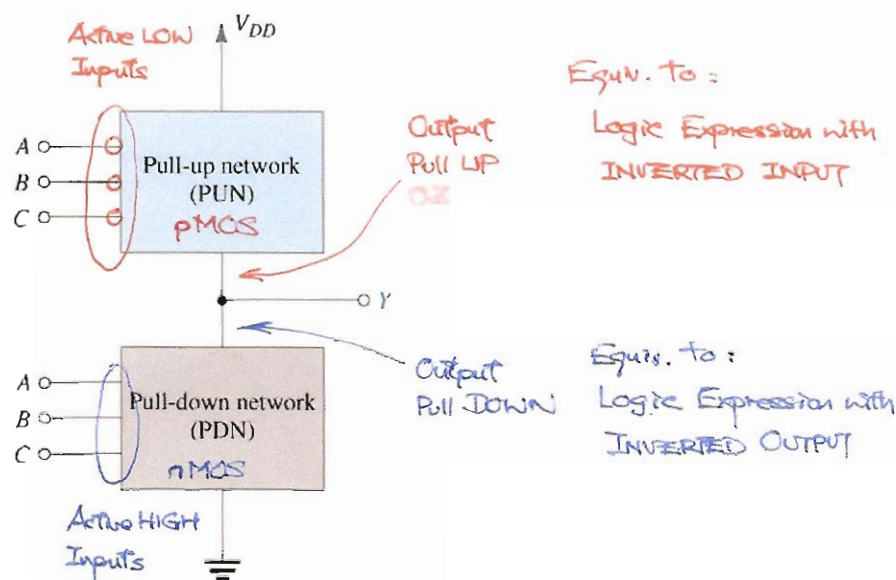 Active LOW
Inputs
V_DD
Equiv. to :
Logic Expression with
INVERTED INPUT
Output
Pull UP
A
B
C
Pull-up network
(PUN)
pMOS
Y
A
B
C
Pull-down network
(PDN)
nMOS
Output
Pull DOWN
Equiv. to :
Logic Expression with
INVERTED OUTPUT
Active HIGH
Inputs